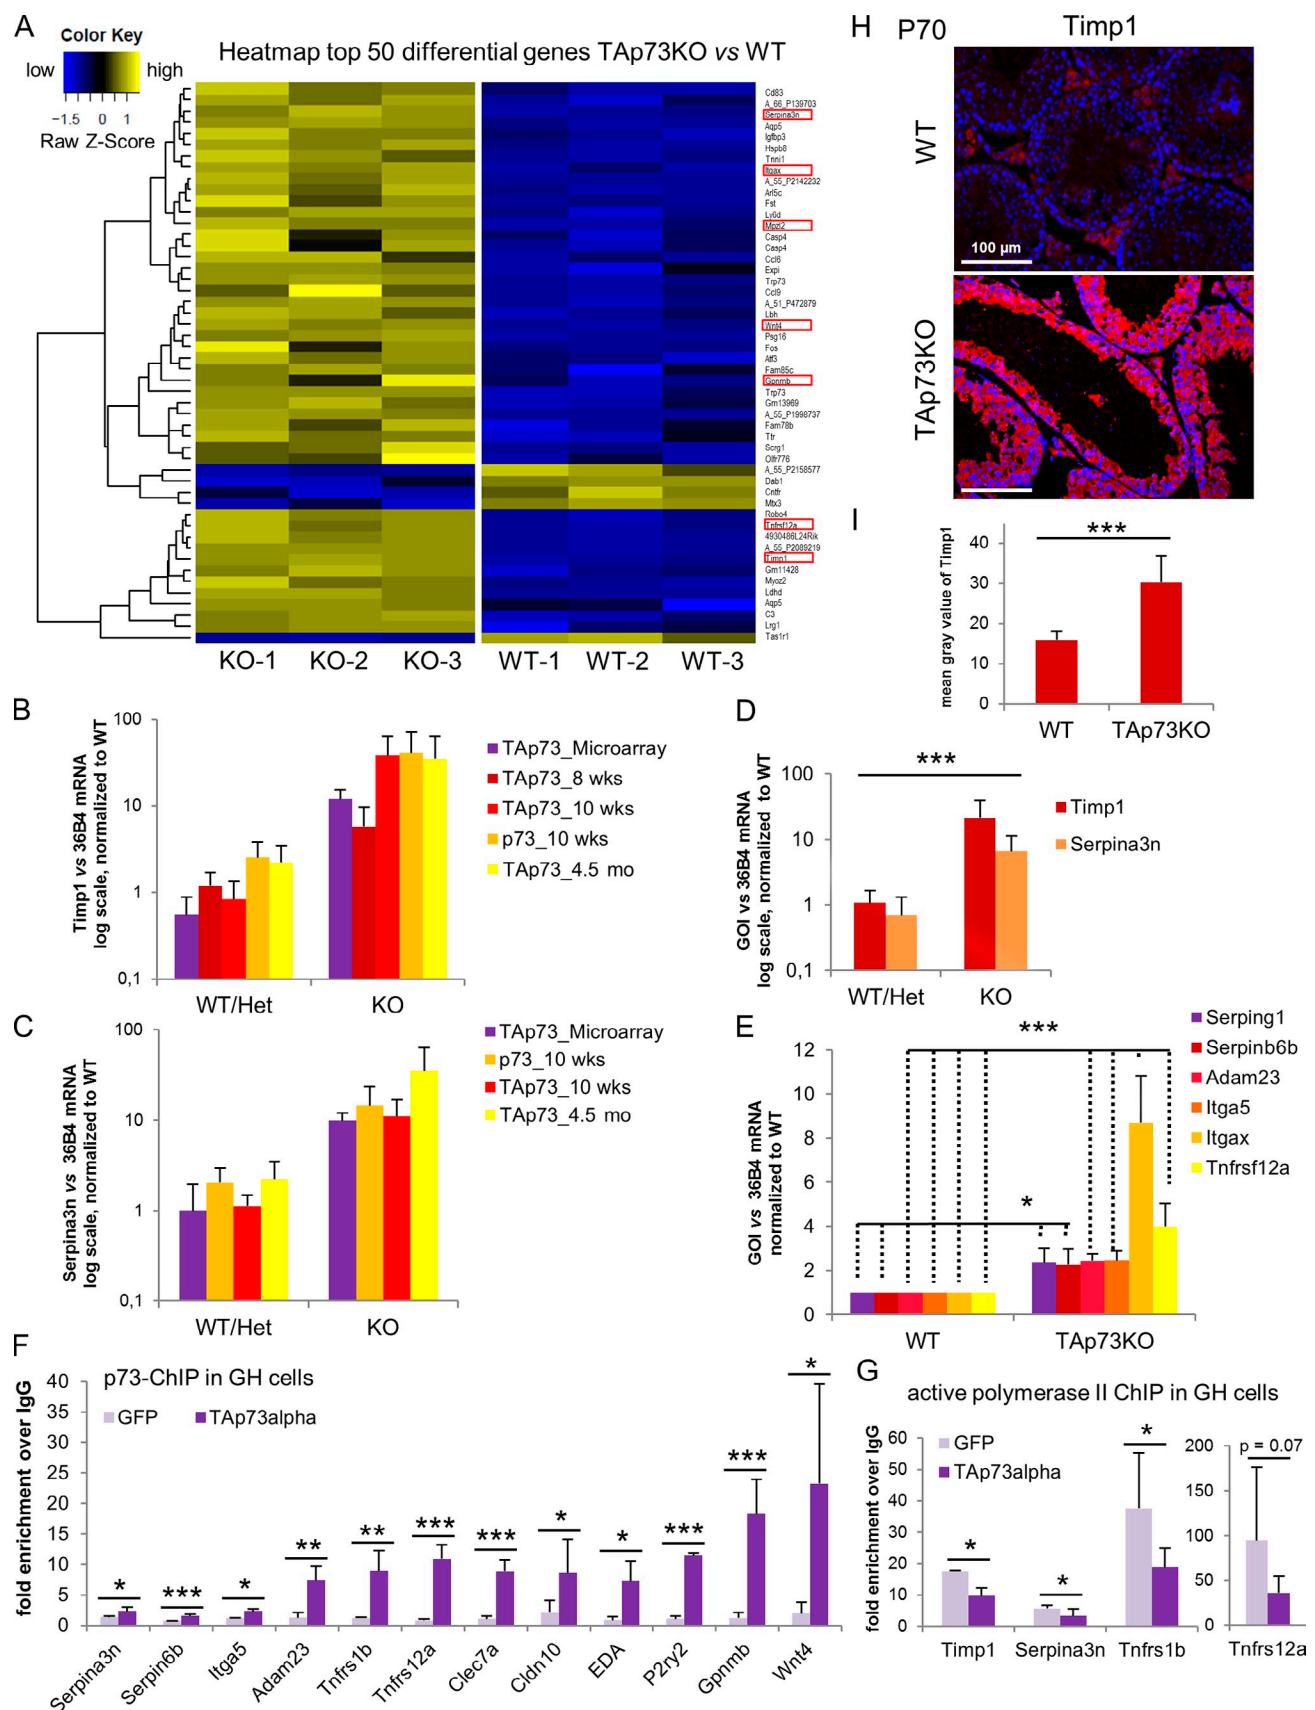 A
Color Key
low
high
−1.5 0 1
Raw Z-Score
Heatmap top 50 differential genes TAp73KO vs WT
Cd83
A_66_P139703
Serpina3n
Aqp5
Igfbp3
Hspb8
Tnni1
Itgax
A_55_P2142232
Arl5c
Fst
Ly6d
Mpzl2
Casp4
Casp4
Ccl6
Expi
Trp73
Ccl9
A_51_P472879
Lbh
Wnt4
Psg16
Fos
Atf3
Fam85c
Gpnmb
Trp73
Gm13969
A_55_P1998737
Fam78b
Ttr
Scrg1
Olfr776
A_55_P2158577
Dab1
Cntfr
Mtx3
Robo4
Tnfrsf12a
4930486L24Rik
A_55_P2089219
Timp1
Gm11428
Myoz2
Ldhd
Aqp5
C3
Lrg1
Tas1r1
KO-1 KO-2 KO-3 WT-1 WT-2 WT-3
H P70 Timp1
WT
100 µm
TAp73KO
I
***
mean gray value of Timp1
40
30
20
10
0
WT TAp73KO
B
Timp1 vs 36B4 mRNA
log scale, normalized to WT
100
10
1
0,1
WT/Het KO
TAp73_Microarray
TAp73_8 wks
TAp73_10 wks
p73_10 wks
TAp73_4.5 mo
C
Serpina3n vs 36B4 mRNA
log scale, normalized to WT
100
10
1
0,1
WT/Het KO
TAp73_Microarray
p73_10 wks
TAp73_10 wks
TAp73_4.5 mo
D
GOI vs 36B4 mRNA
log scale, normalized to WT
***
100
10
1
0,1
WT/Het KO
Timp1
Serpina3n
E
GOI vs 36B4 mRNA
normalized to WT
***
*
12
10
8
6
4
2
0
WT TAp73KO
Serping1
Serpinb6b
Adam23
Itga5
Itgax
Tnfrsf12a
F
p73-ChIP in GH cells
GFP TAp73alpha
fold enrichment over IgG
40
35
30
25
20
15
10
5
0
* *** * ** ** *** *** * * *** *** *
Serpina3n
Serpin6b
Itga5
Adam23
Tnfrs1b
Tnfrs12a
Clec7a
Cldn10
EDA
P2ry2
Gpnmb
Wnt4
G
active polymerase II ChIP in GH cells
GFP
TAp73alpha
fold enrichment over IgG
60
50
40
30
20
10
0
* * *
Timp1 Serpina3n Tnfrs1b
200
150
100
50
0
p = 0.07
Tnfrs12a